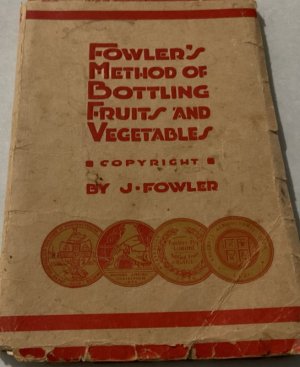 FOWLER'S
METHOD OF
BOTTLING
FRUITS AND
VEGETABLES
COPYRIGHT
BY J. FOWLER